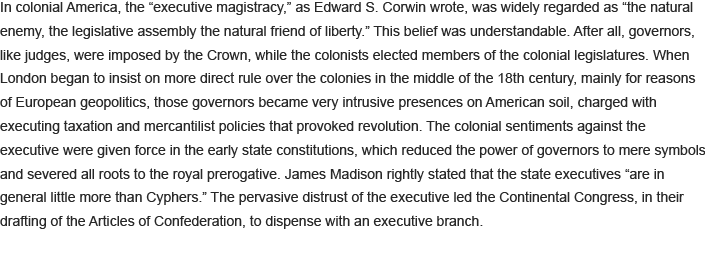 In colonial America, the “executive magistracy,” as Edward S. Corwin wrote, was widely regarded as “the natural
enemy, the legislative assembly the natural friend of liberty.” This belief was understandable. After all, governors,
like judges, were imposed by the Crown, while the colonists elected members of the colonial legislatures. When
London began to insist on more direct rule over the colonies in the middle of the 18th century, mainly for reasons
of European geopolitics, those governors became very intrusive presences on American soil, charged with
executing taxation and mercantilist policies that provoked revolution. The colonial sentiments against the
executive were given force in the early state constitutions, which reduced the power of governors to mere symbols
and severed all roots to the royal prerogative. James Madison rightly stated that the state executives “are in
general little more than Cyphers.” The pervasive distrust of the executive led the Continental Congress, in their
drafting of the Articles of Confederation, to dispense with an executive branch.